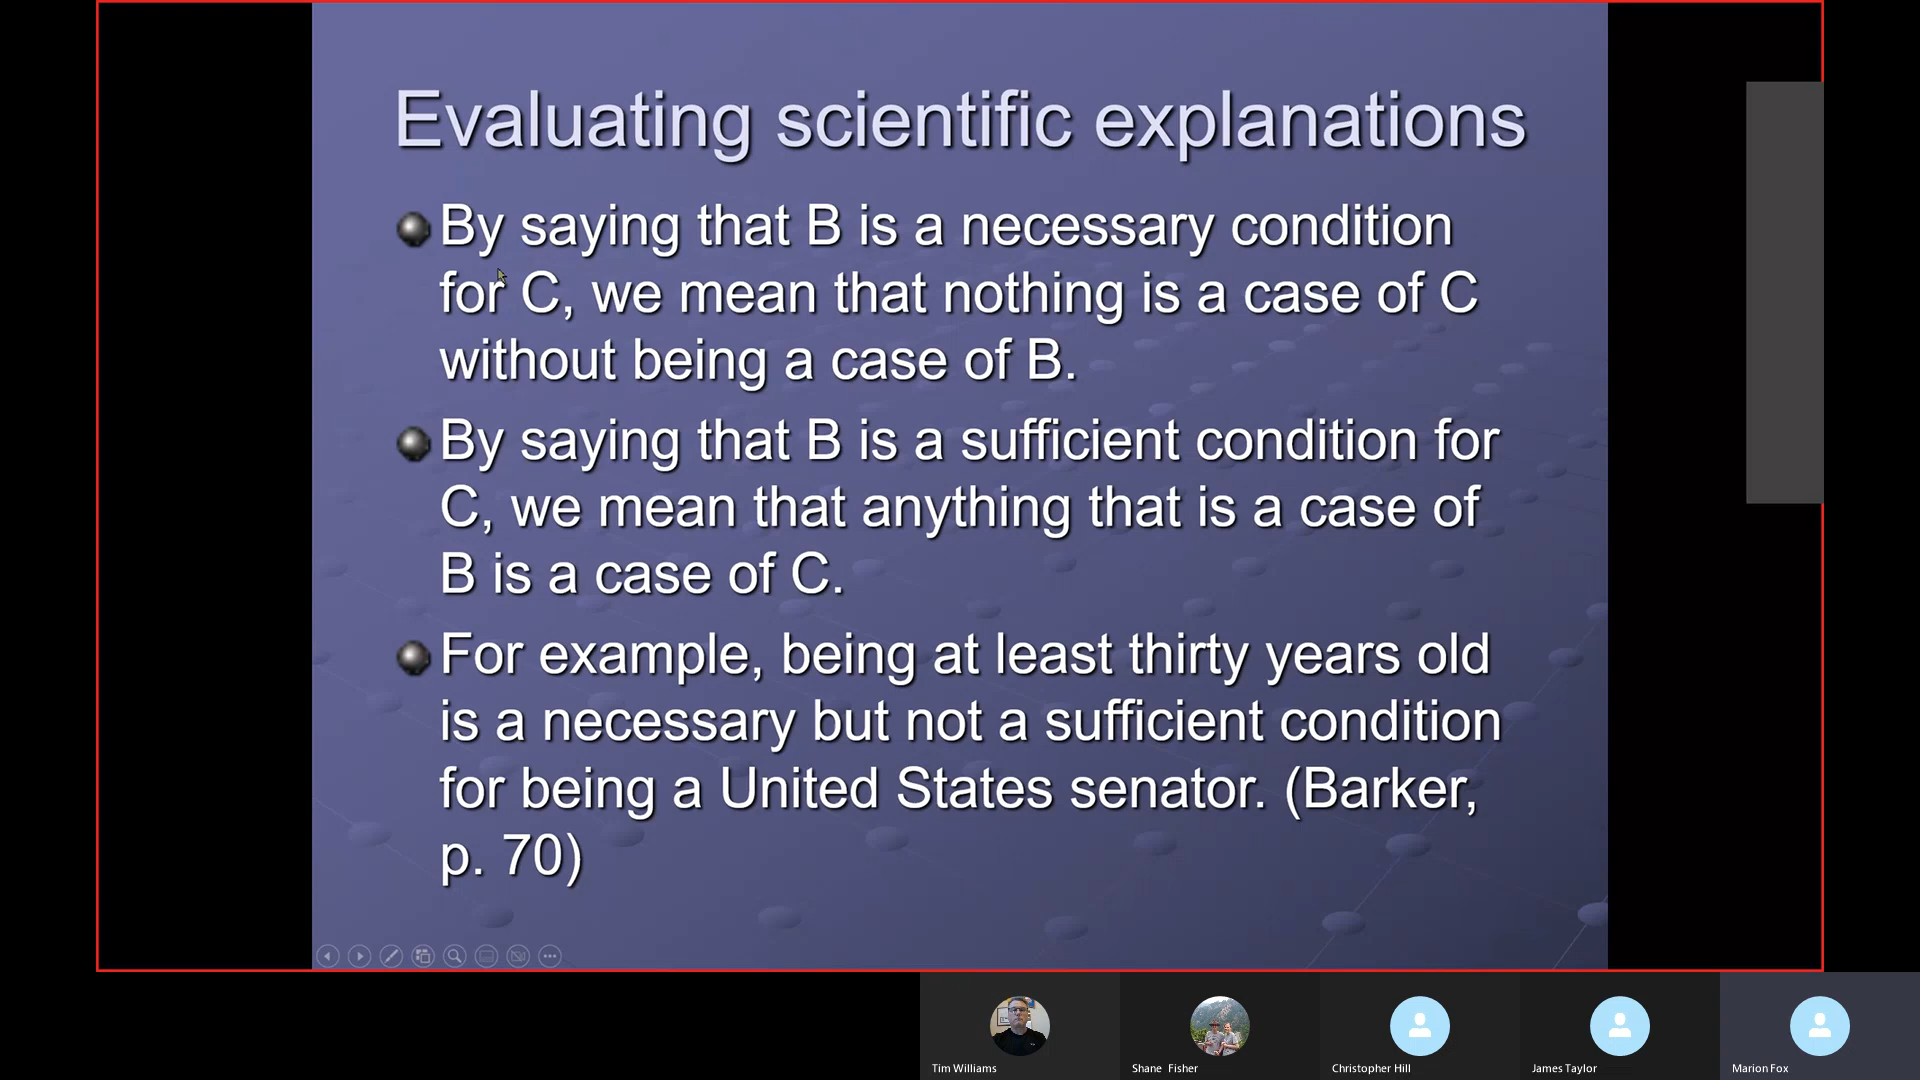 Evaluating scientific explanations
By saying that B is a necessary condition
for C, we mean that nothing is a case of C
without being a case of B.
By saying that B is a sufficient condition for
C, we mean that anything that is a case of
B is a case of C.
For example, being at least thirty years old
is a necessary but not a sufficient condition
for being a United States senator. (Barker,
p. 70)
Tim Williams
Shane Fisher
Christopher Hill
James Taylor
Marion Fox